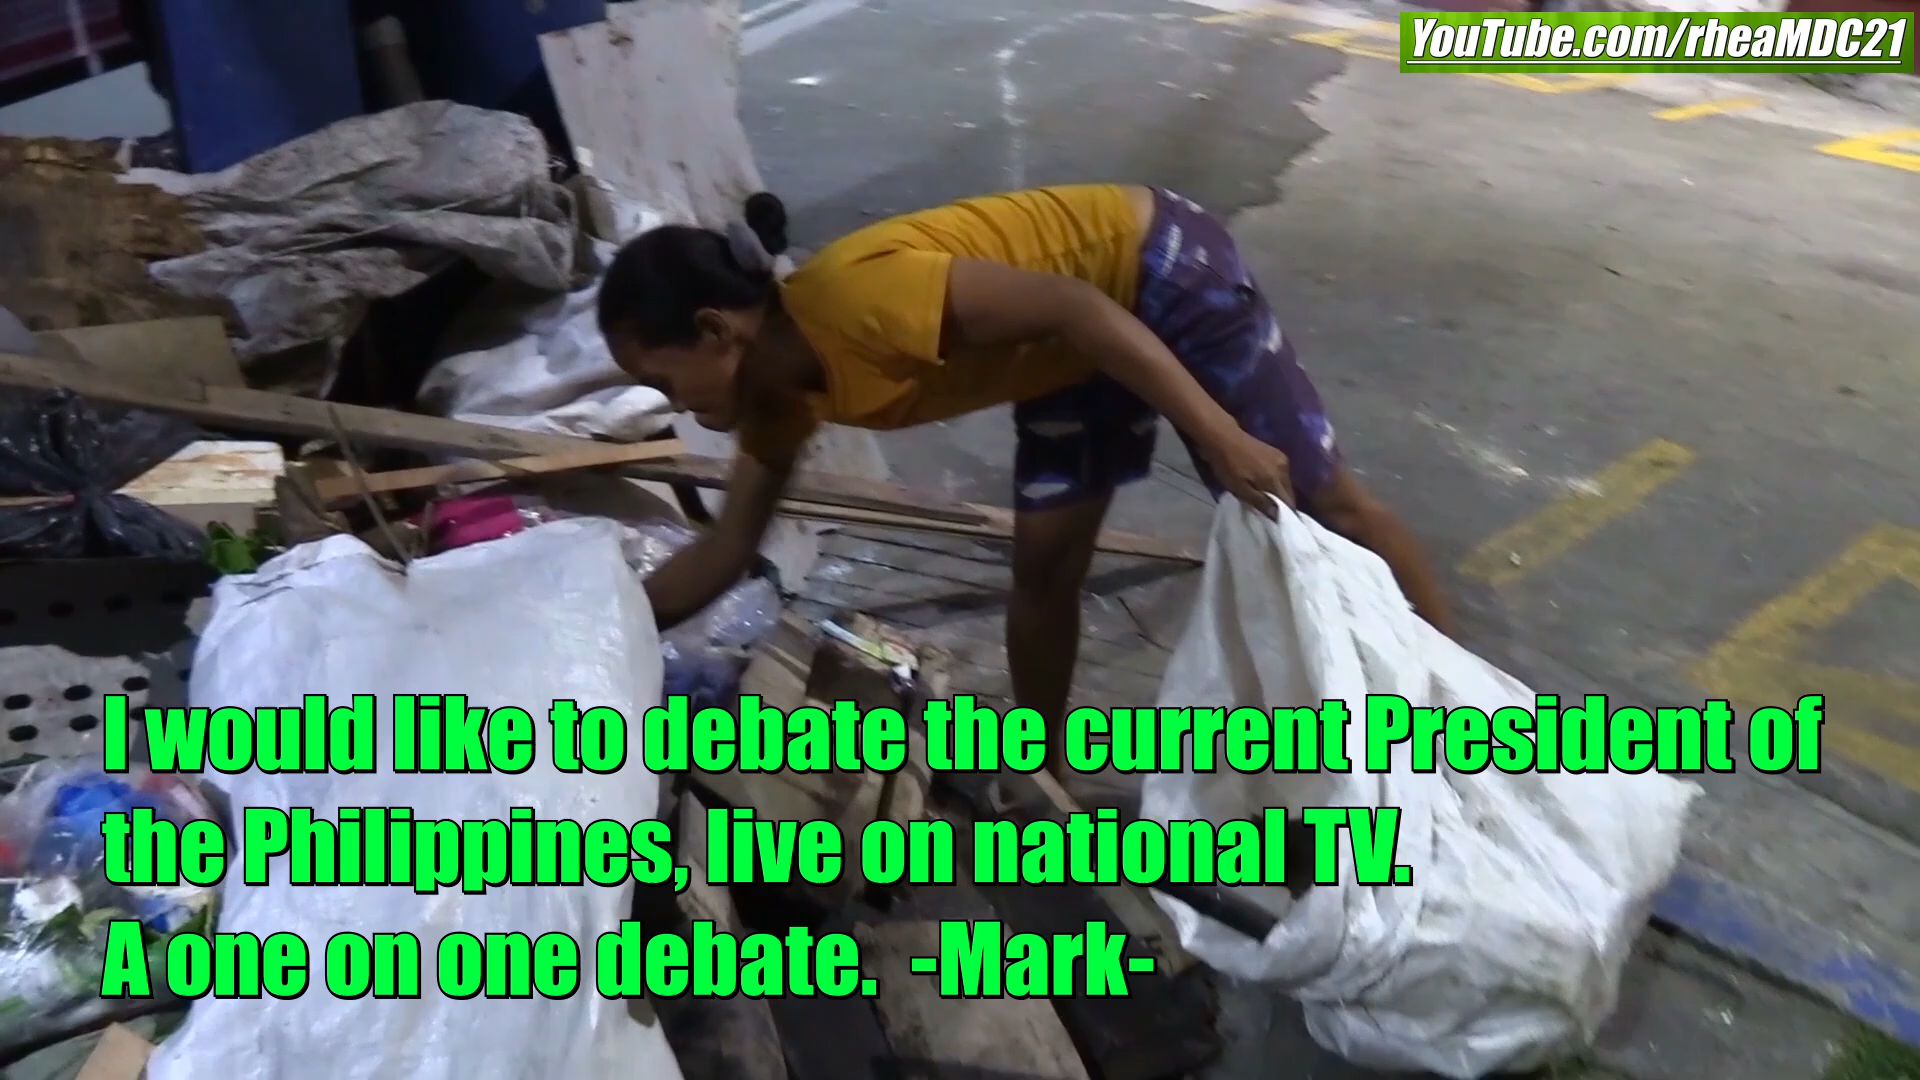 YouTube.com/rheaMDC21
I would like to debate the current President of
the Philippines, live on national TV.
A one on one debate.  -Mark-